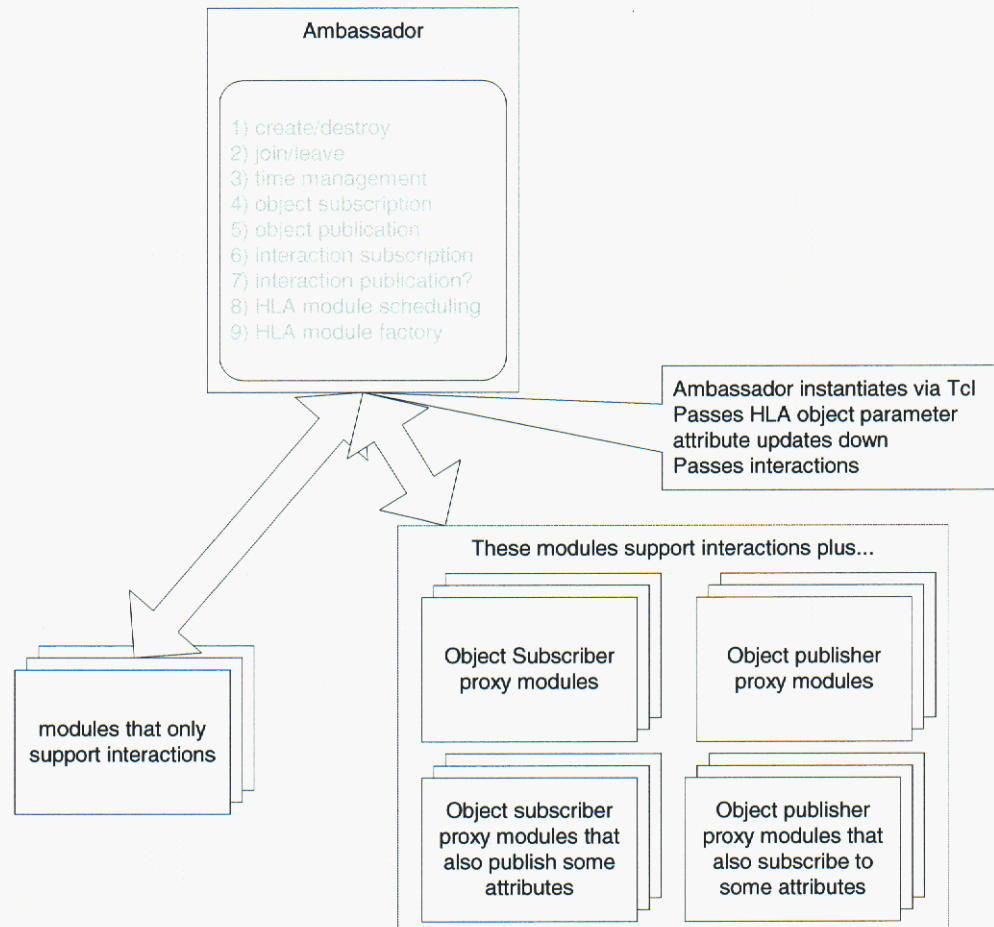 Ambassador
1) create/destroy
2) join/leave
3) time management
4) object subscription
5) object publication
6) interaction subscription
7) interaction publication?
8) HLA module scheduling
9) HLA module factory
Ambassador instantiates via Tcl
Passes HLA object parameter
attribute updates down
Passes interactions
These modules support interactions plus...
Object Subscriber
proxy modules
Object publisher
proxy modules
modules that only
support interactions
Object subscriber
proxy modules that
also publish some
attributes
Object publisher
proxy modules that
also subscribe to
some attributes